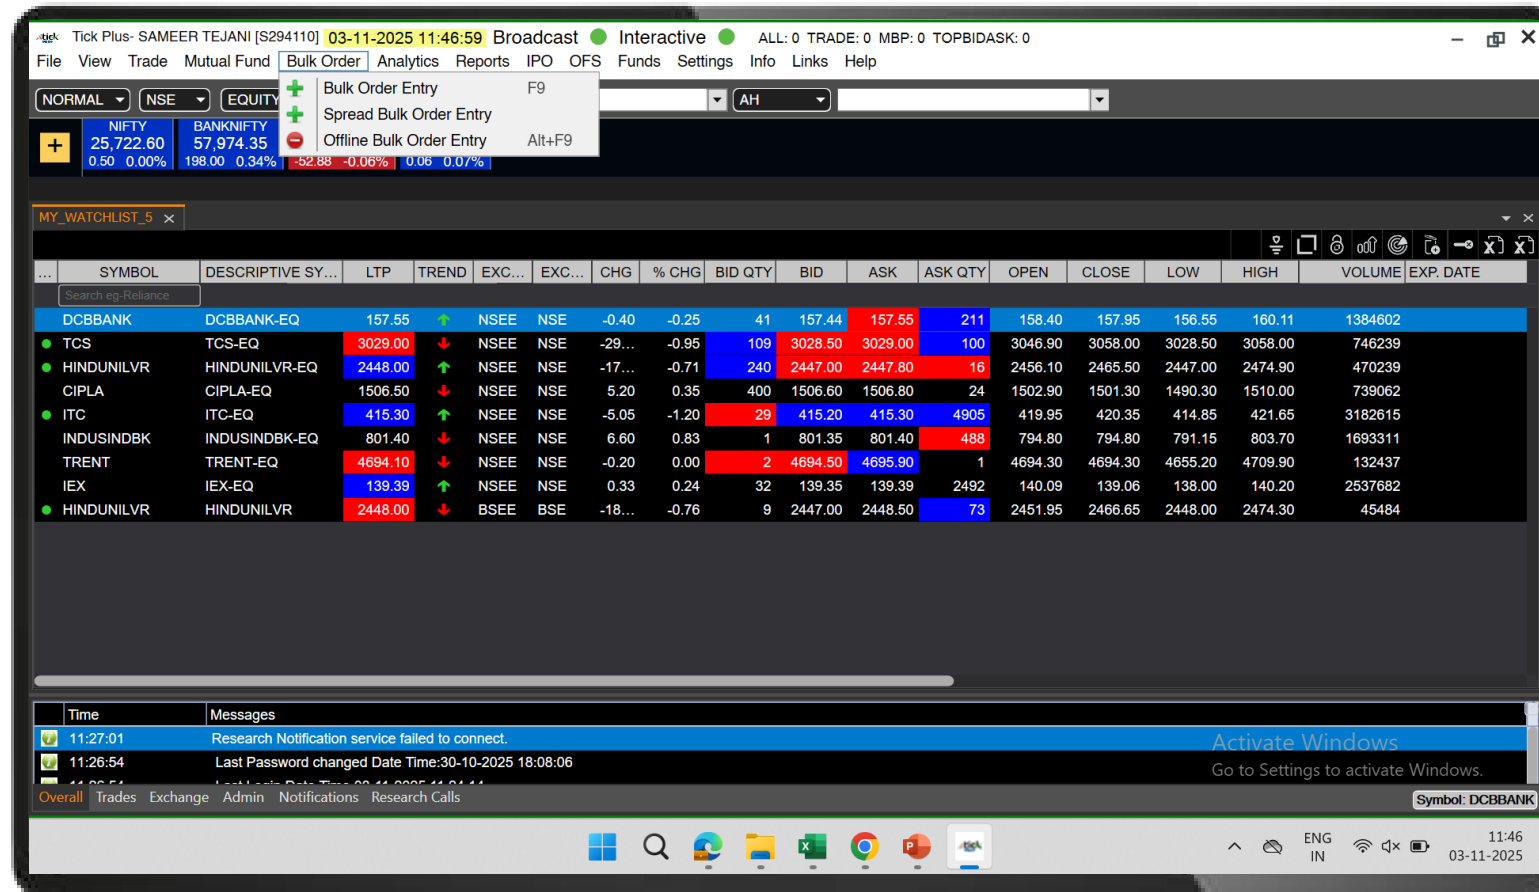 tick Tick Plus- SAMEER TEJANI [S294110] 03-11-2025 11:46:59 Broadcast Interactive ALL: 0 TRADE: 0 MBP: 0 TOPBIDASK: 0
File View Trade Mutual Fund Bulk Order Analytics Reports IPO OFS Funds Settings Info Links Help
Bulk Order Entry F9
Spread Bulk Order Entry
Offline Bulk Order Entry Alt+F9
NORMAL NSE EQUITY AH
NIFTY BANKNIFTY
25,722.60 57,974.35
0.50 0.00% 198.00 0.34% -52.88 -0.06% 0.06 0.07%
MY_WATCHLIST_5
... SYMBOL DESCRIPTIVE SY... LTP TREND EXC... EXC... CHG % CHG BID QTY BID ASK ASK QTY OPEN CLOSE LOW HIGH VOLUME EXP. DATE
Search eg-Reliance
DCBBANK DCBBANK-EQ 157.55 NSEE NSE -0.40 -0.25 41 157.44 157.55 211 158.40 157.95 156.55 160.11 1384602
TCS TCS-EQ 3029.00 NSEE NSE -29... -0.95 109 3028.50 3029.00 100 3046.90 3058.00 3028.50 3058.00 746239
HINDUNILVR HINDUNILVR-EQ 2448.00 NSEE NSE -17... -0.71 240 2447.00 2447.80 16 2456.10 2465.50 2447.00 2474.90 470239
CIPLA CIPLA-EQ 1506.50 NSEE NSE 5.20 0.35 400 1506.60 1506.80 24 1502.90 1501.30 1490.30 1510.00 739062
ITC ITC-EQ 415.30 NSEE NSE -5.05 -1.20 29 415.20 415.30 4905 419.95 420.35 414.85 421.65 3182615
INDUSINDBK INDUSINDBK-EQ 801.40 NSEE NSE 6.60 0.83 1 801.35 801.40 488 794.80 794.80 791.15 803.70 1693311
TRENT TRENT-EQ 4694.10 NSEE NSE -0.20 0.00 2 4694.50 4695.90 1 4694.30 4694.30 4655.20 4709.90 132437
IEX IEX-EQ 139.39 NSEE NSE 0.33 0.24 32 139.35 139.39 2492 140.09 139.06 138.00 140.20 2537682
HINDUNILVR HINDUNILVR 2448.00 BSEE BSE -18... -0.76 9 2447.00 2448.50 73 2451.95 2466.65 2448.00 2474.30 45484
Time Messages
11:27:01 Research Notification service failed to connect.
11:26:54 Last Password changed Date Time:30-10-2025 18:08:06
Activate Windows
Go to Settings to activate Windows.
Overall Trades Exchange Admin Notifications Research Calls Symbol: DCBBANK
ENG 11:46
IN 03-11-2025